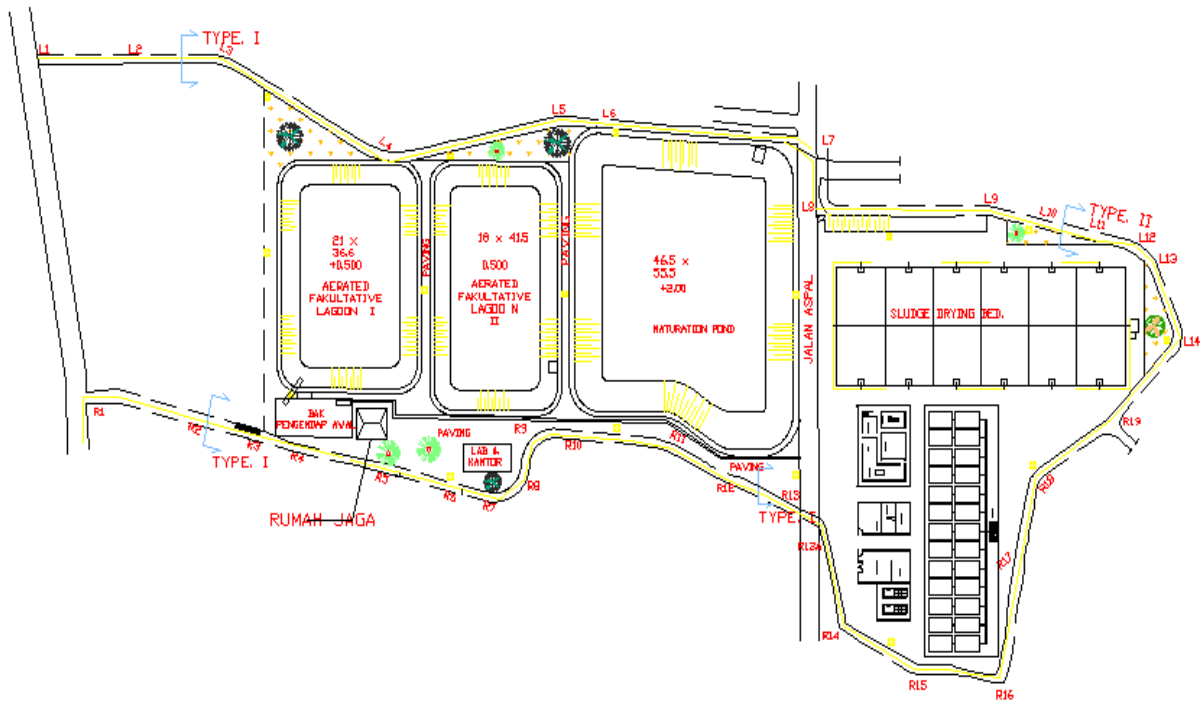 L1
L2
TYPE. I
L3
L4
L5
L6
L7
L8
L9
L10
TYPE. II
L11
L12
L13
L14
21 X
36.6
+0.500
AERATED
FAKULTATIVE
LAGOON I
PAVING
18 x 41.5
0.500
AERATED
FAKULTATIVE
LAGOO N
II
PAVING
46.5 x
55.5
+2.00
MATURATION POND
JALAN ASPAL
SLUDGE DRYING BED.
R1
R2
R3
R4
TYPE. I
BAK
PENGENDAP AWAL
PAVING
LAB &
KANTOR
R5
R6
R7
R8
R9
R10
R11
RUMAH JAGA
PAVING
R12
R13
TYPE. I
R13A
R14
R15
R16
R17
R18
R19